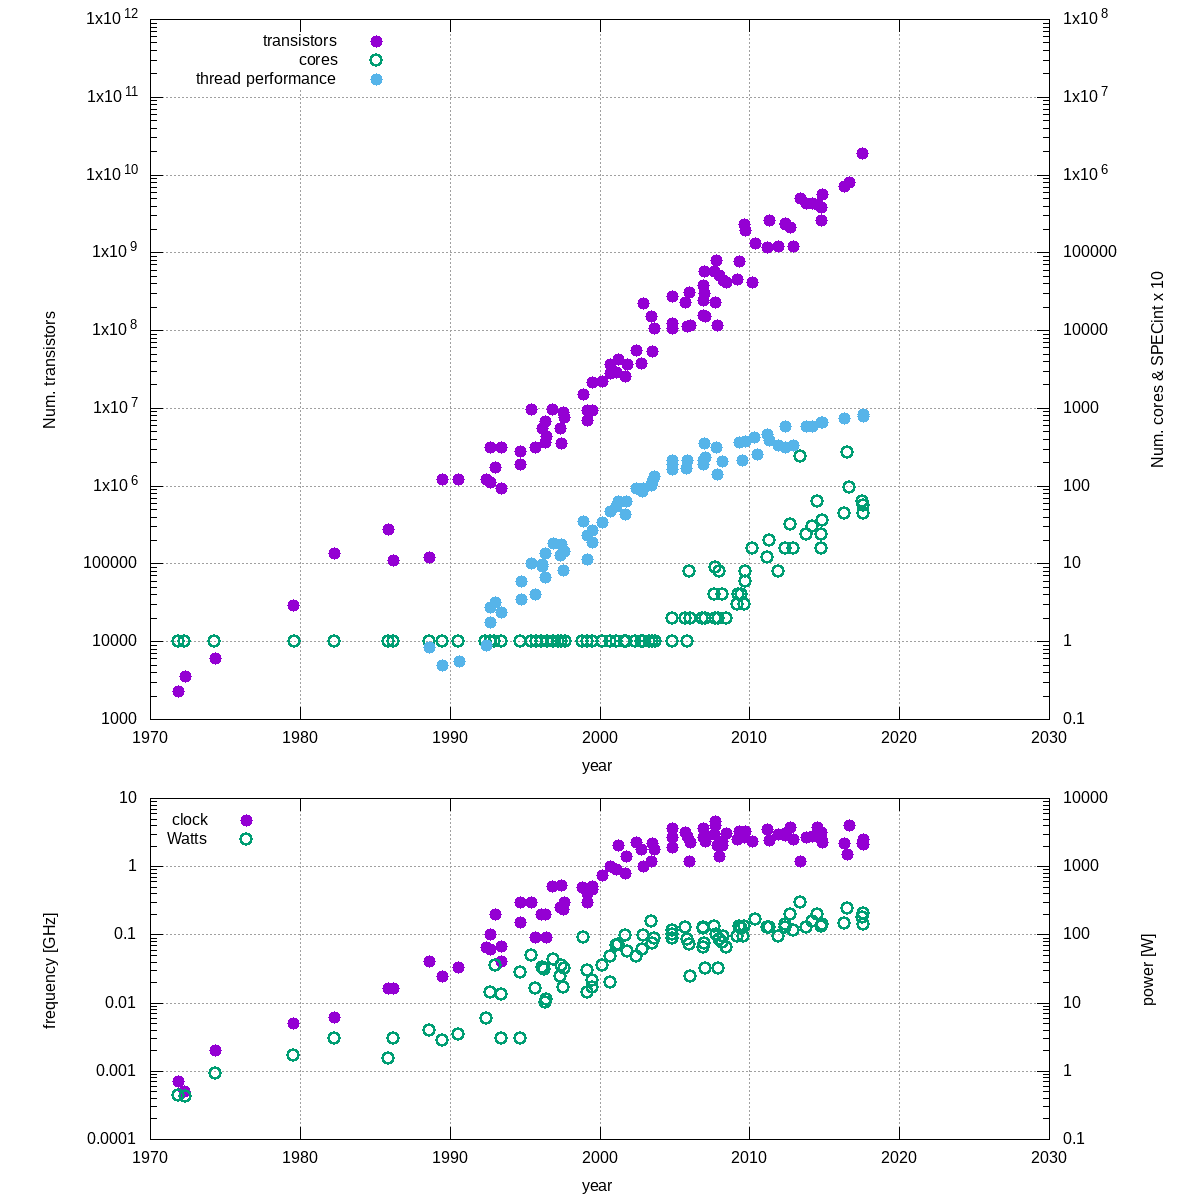 1x10^12 1x10^8
transistors
cores
thread performance
1x10^11 1x10^7
1x10^10 1x10^6
1x10^9 100000
1x10^8 10000
1x10^7 1000
1x10^6 100
100000 10
10000 1
1000 0.1
Num. transistors
Num. cores & SPECint x 10
1970 1980 1990 2000 2010 2020 2030
year
10 10000
clock
Watts
1 1000
0.1 100
0.01 10
0.001 1
0.0001 0.1
frequency [GHz]
power [W]
1970 1980 1990 2000 2010 2020 2030
year